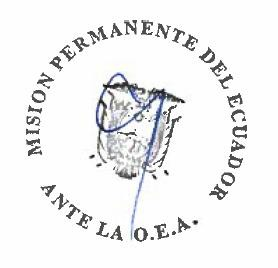 MISION PERMANENTE DEL ECUADOR
ANTE LA O.E.A.